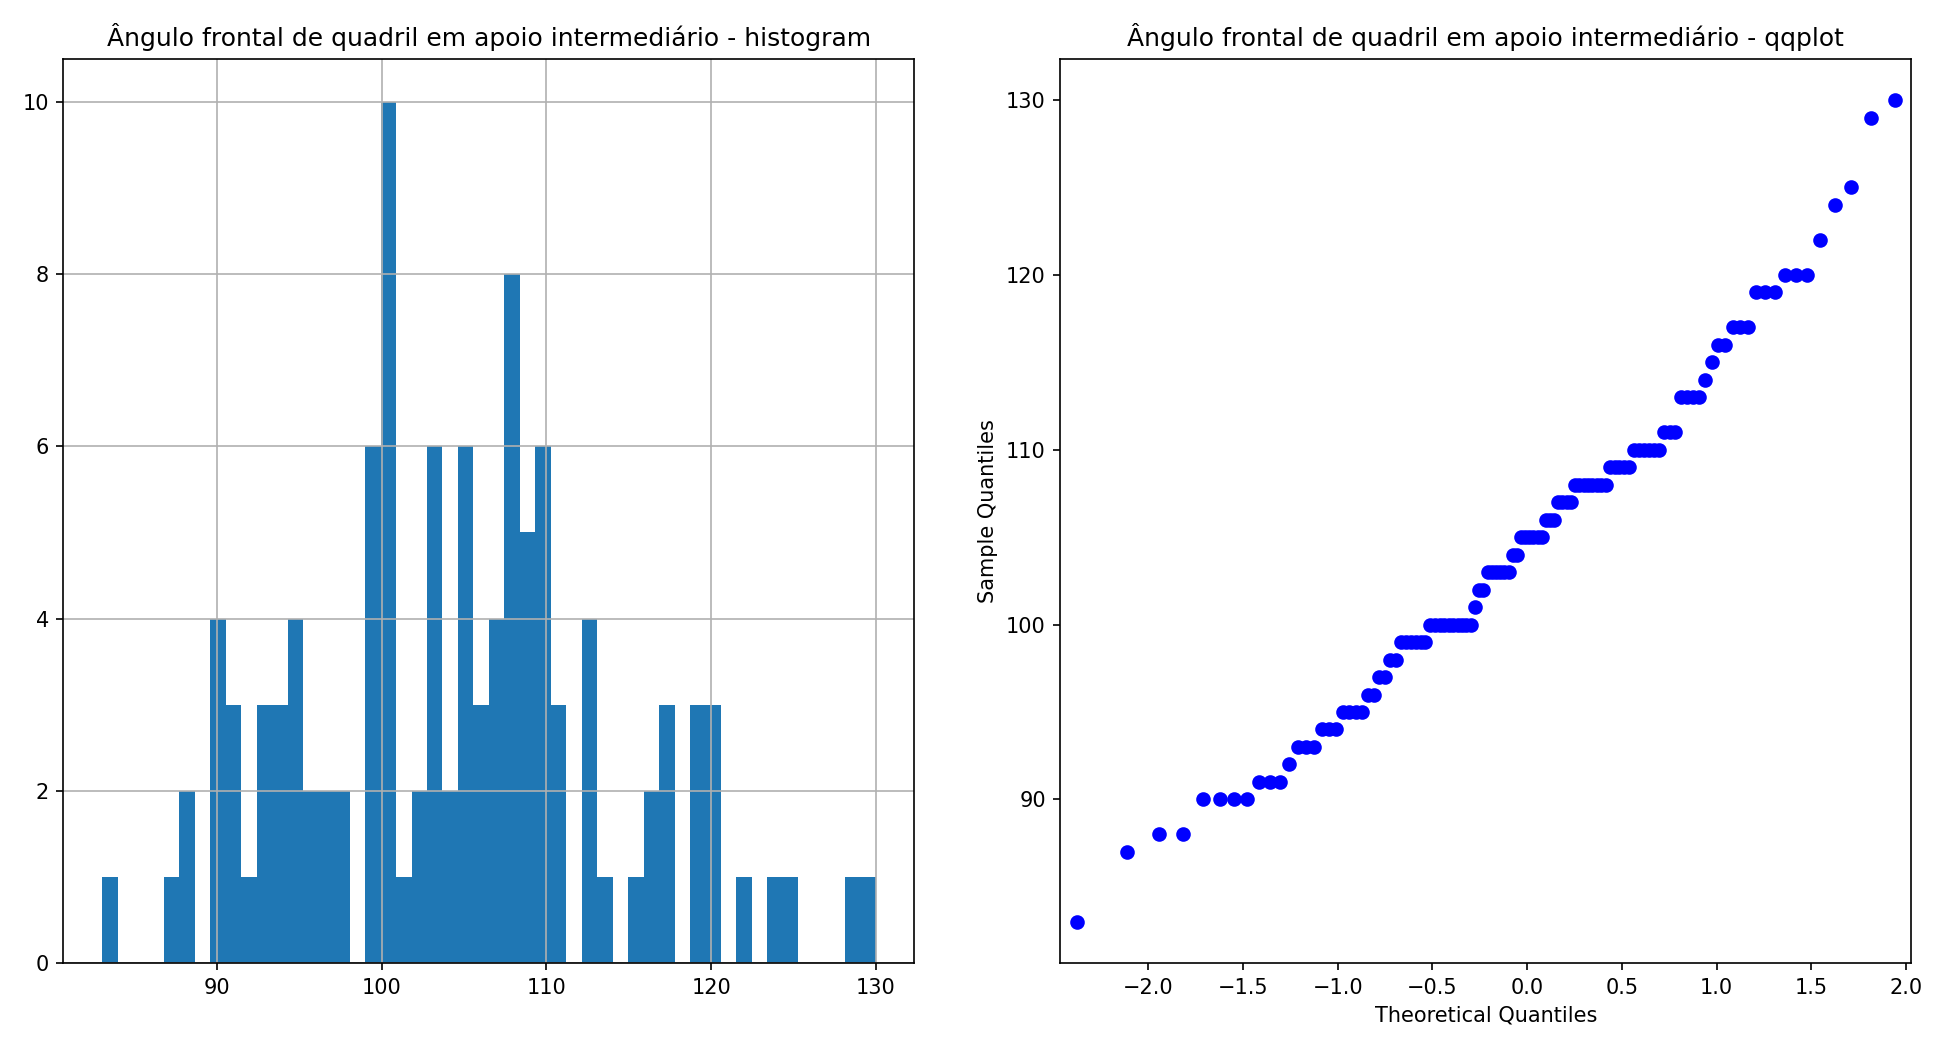 Ângulo frontal de quadril em apoio intermediário - histogram
10
8
6
4
2
0
90 100 110 120 130
Ângulo frontal de quadril em apoio intermediário - qqplot
130
120
110
100
90
Sample Quantiles
−2.0 −1.5 −1.0 −0.5 0.0 0.5 1.0 1.5 2.0
Theoretical Quantiles